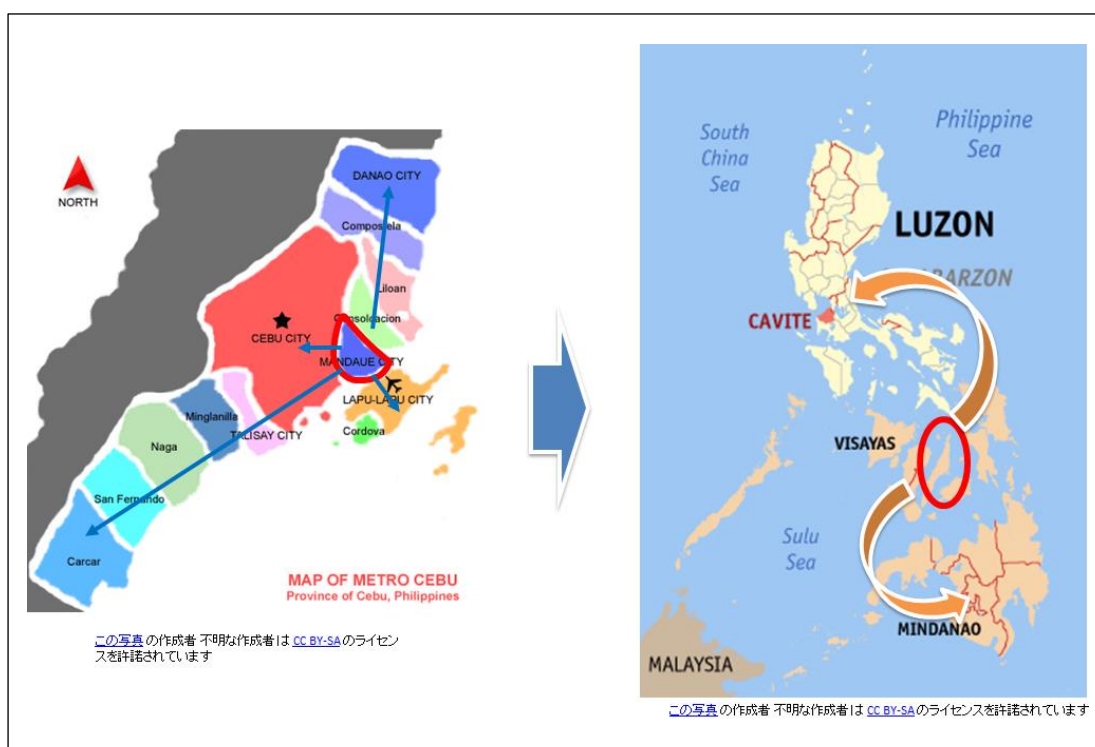 NORTH
DANAO CITY
Compostela
Liloan
Consolacion
CEBU CITY
MANDAUE CITY
LAPU-LAPU CITY
Minglanilla
TALISAY CITY
Cordova
Naga
San Fernando
Carcar
MAP OF METRO CEBU
Province of Cebu, Philippines
この写真 の作成者 不明な作成者 は CC BY-SA のライセン
スを許諾されています
South
China
Sea
Philippine
Sea
LUZON
ABARZON
CAVITE
VISAYAS
Sulu
Sea
MINDANAO
MALAYSIA
この写真 の作成者 不明な作成者 は CC BY-SA のライセンスを許諾されています